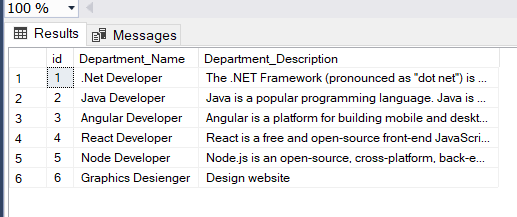 100 %
Results Messages
id Department_Name Department_Description
1 1 .Net Developer The .NET Framework (pronounced as "dot net") is ...
2 2 Java Developer Java is a popular programming language. Java is ...
3 3 Angular Developer Angular is a platform for building mobile and deskt...
4 4 React Developer React is a free and open-source front-end JavaScri...
5 5 Node Developer Node.js is an open-source, cross-platform, back-e...
6 6 Graphics Desienger Design website